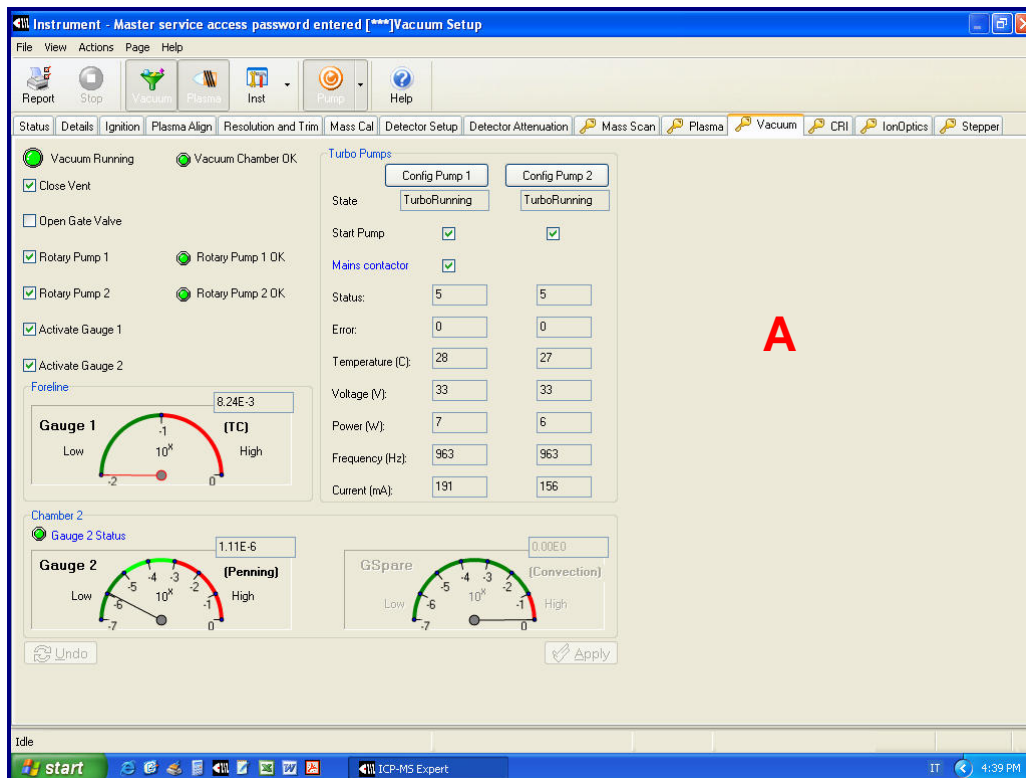 Instrument - Master service access password entered [***]Vacuum Setup
File View Actions Page Help
Report Stop Vacuum Plasma Inst Pump Help
Status Details Ignition Plasma Align Resolution and Trim Mass Cal Detector Setup Detector Attenuation Mass Scan Plasma Vacuum CRI IonOptics Stepper
Vacuum Running Vacuum Chamber OK
Close Vent
Open Gate Valve
Rotary Pump 1 Rotary Pump 1 OK
Rotary Pump 2 Rotary Pump 2 OK
Activate Gauge 1
Activate Gauge 2
Turbo Pumps
Config Pump 1 Config Pump 2
State TurboRunning TurboRunning
Start Pump
Mains contactor
Status: 5 5
Error: 0 0
Temperature (C): 28 27
Voltage (V): 33 33
Power (W): 7 6
Frequency (Hz): 963 963
Current (mA): 191 156
A
Foreline
8.24E-3
Gauge 1 (TC)
-1
Low 10^x High
-2 0
Chamber 2
Gauge 2 Status
1.11E-6
Gauge 2 (Penning)
-7 -6 -5 -4 -3 -2 -1 0
Low 10^x High
0.00E0
GSpare (Convection)
-7 -6 -5 -4 -3 -2 -1 0
Low 10^x High
Undo Apply
Idle
start ICP-MS Expert IT 4:39 PM